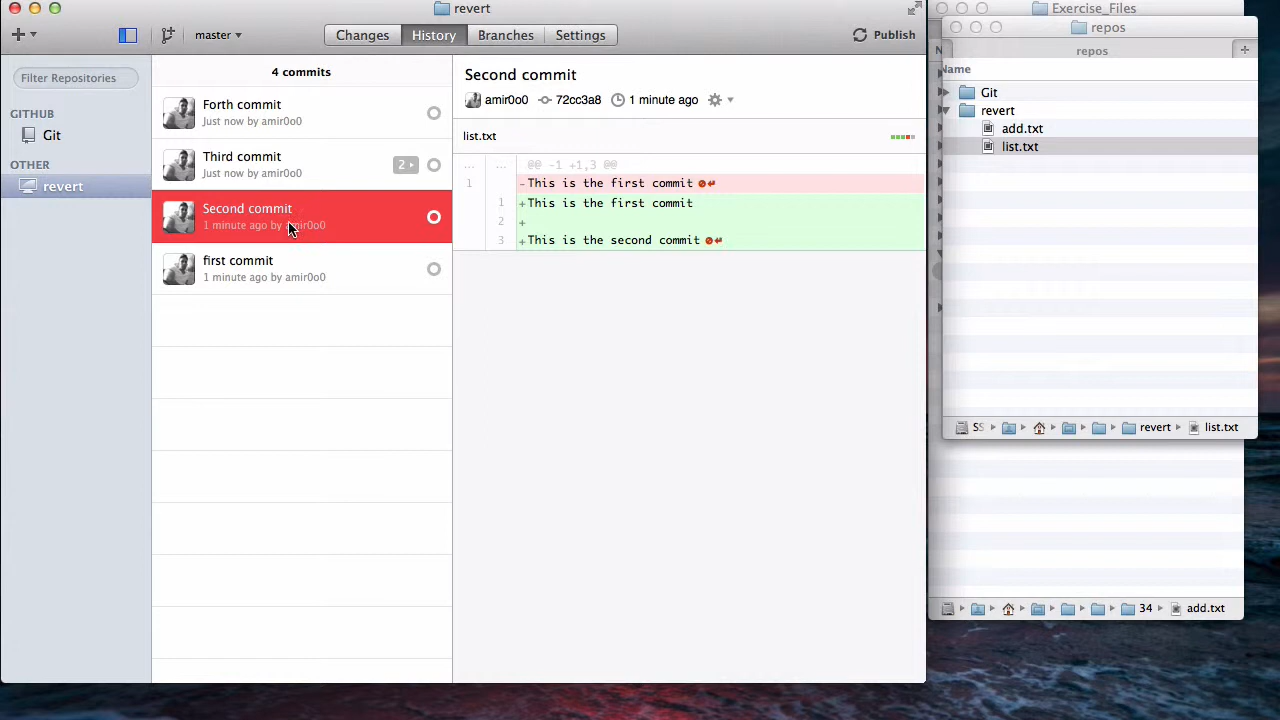 revert
master
Changes
History
Branches
Settings
Publish
Filter Repositories
GITHUB
Git
OTHER
revert
4 commits
Forth commit
Just now by amir0o0
Third commit
Just now by amir0o0
2
Second commit
1 minute ago by amir0o0
first commit
1 minute ago by amir0o0
Second commit
amir0o0 72cc3a8 1 minute ago
list.txt
... ... @@ -1 +1,3 @@
1 -This is the first commit
1 +This is the first commit
2 +
3 +This is the second commit
Exercise_Files
repos
repos
Name
Git
revert
add.txt
list.txt
revert
list.txt
34
add.txt